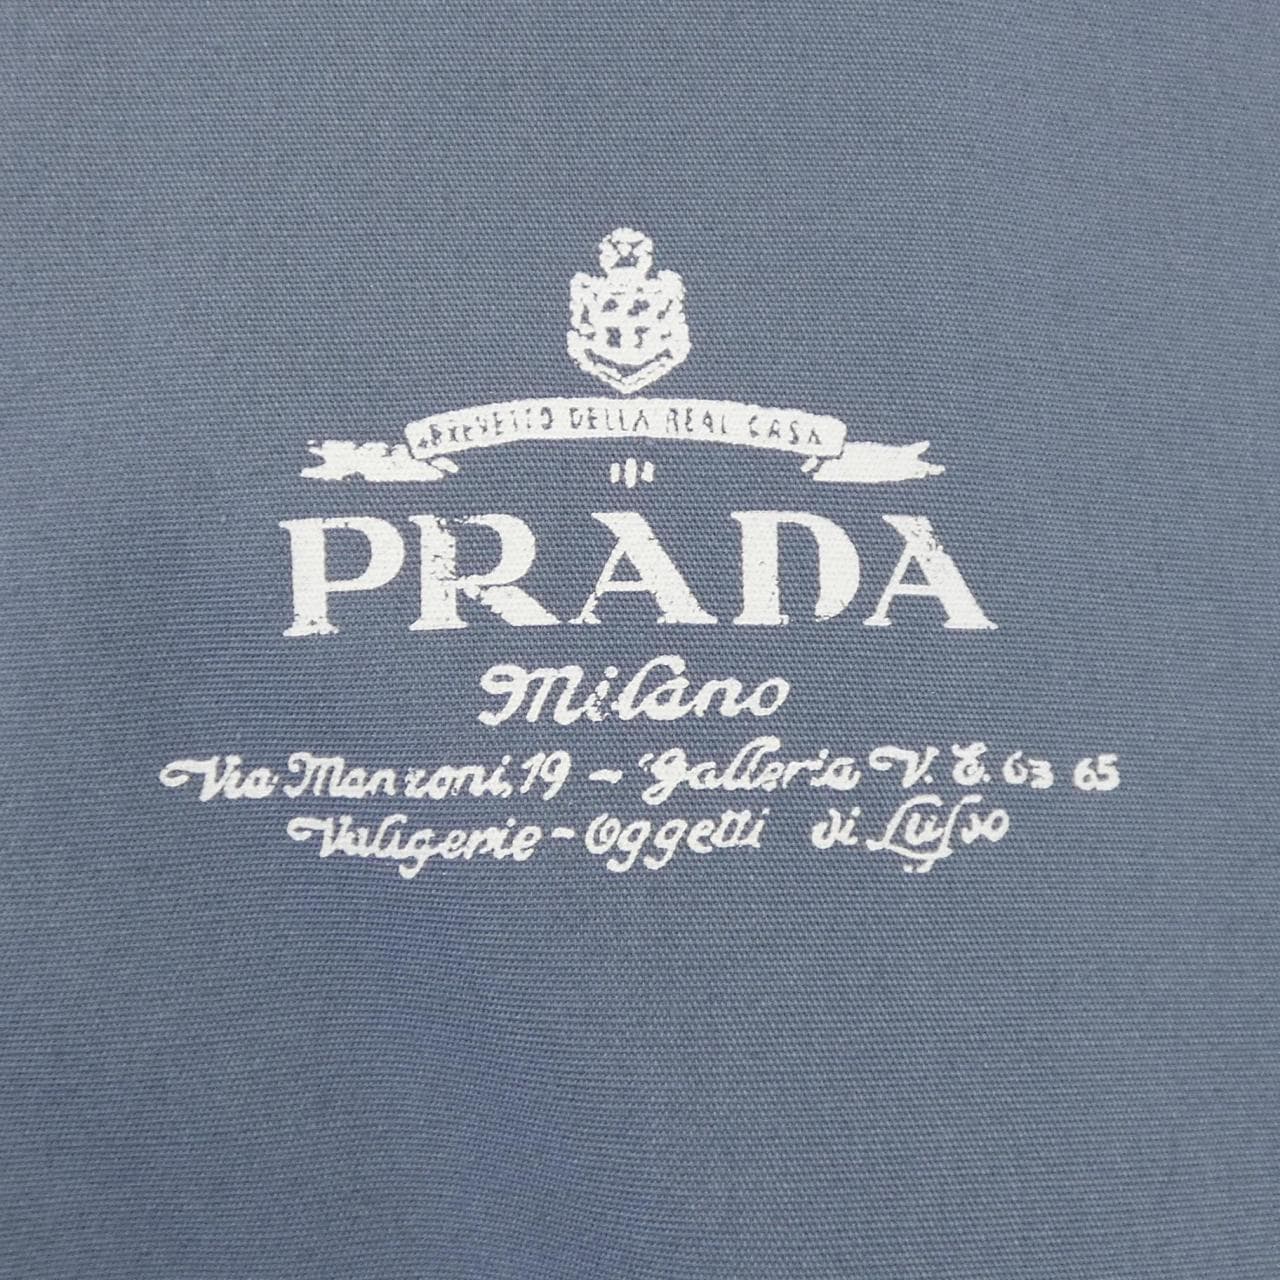 BREVETTO DELLA REAL CASA
PRADA
Milano
Via Manzoni, 19 - Galleria V. E. 63 65
Valigerie - Oggetti di Lusso